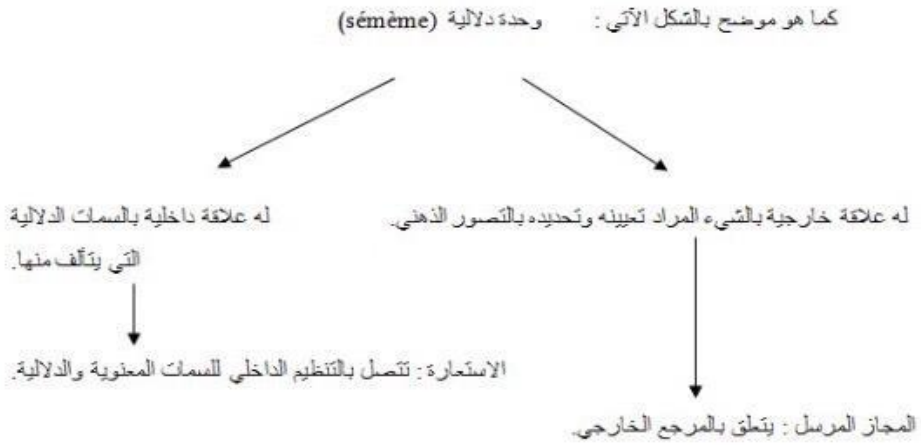 كما هو موضح بالشكل الآتي : وحدة دلالية (sémème)
له علاقة خارجية بالشيء المراد تعيينه وتحديده بالتصور الذهني.
له علاقة داخلية بالسمات الدلالية
التي يتألف منها.
الاستعارة : تتصل بالتنظيم الداخلي للسمات المعنوية والدلالية.
المجاز المرسل : يتعلق بالمرجع الخارجي.